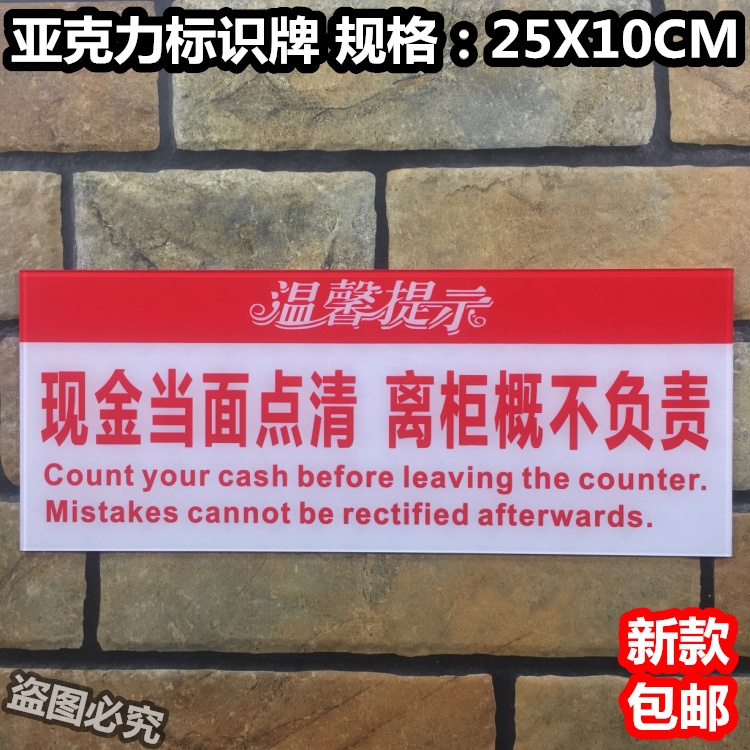 亚克力标识牌 规格：25X10CM
温馨提示
现金当面点清 离柜概不负责
Count your cash before leaving the counter.
Mistakes cannot be rectified afterwards.
新款
包邮
盗图必究